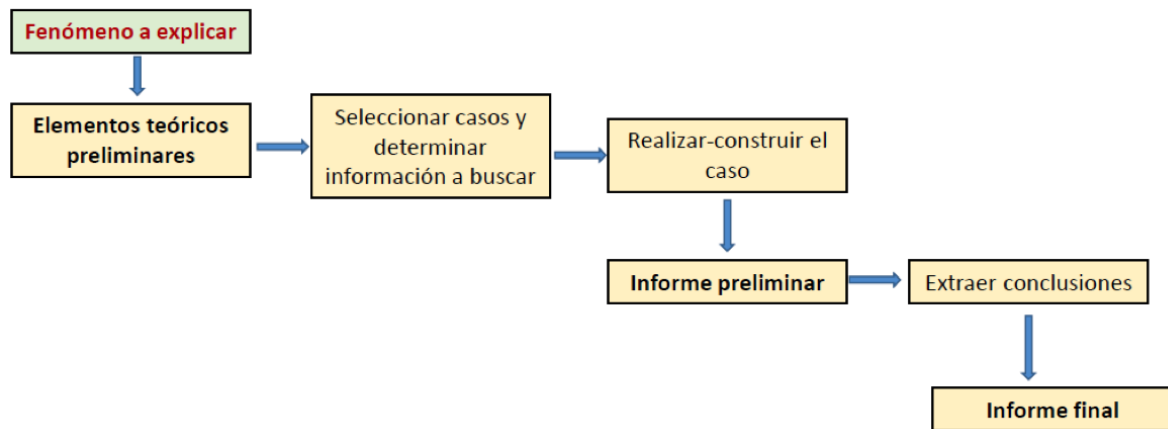 Fenómeno a explicar
Elementos teóricos
preliminares
Seleccionar casos y
determinar
información a buscar
Realizar-construir el
caso
Informe preliminar
Extraer conclusiones
Informe final